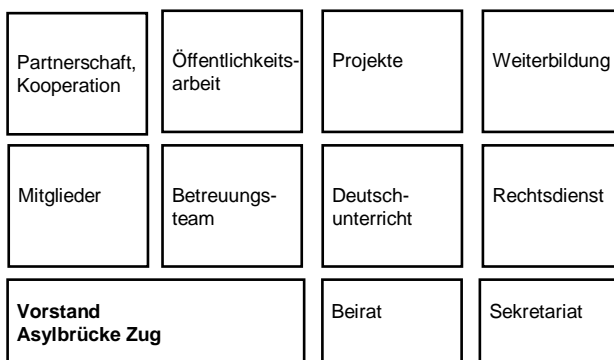 Partnerschaft,
Kooperation
Öffentlichkeits-
arbeit
Projekte
Weiterbildung
Mitglieder
Betreuungs-
team
Deutsch-
unterricht
Rechtsdienst
Vorstand
Asylbrücke Zug
Beirat
Sekretariat